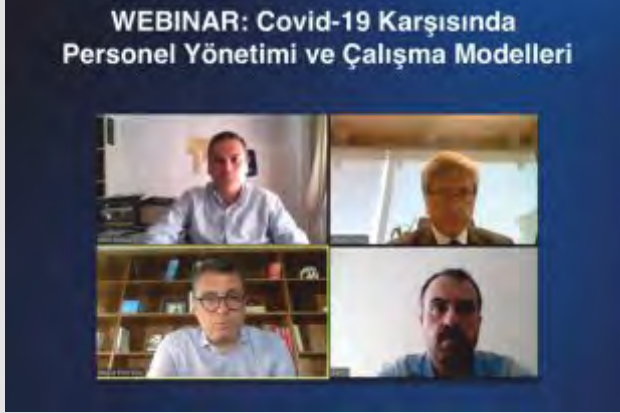 WEBINAR: Covid-19 Karşısında
Personel Yönetimi ve Çalışma Modelleri